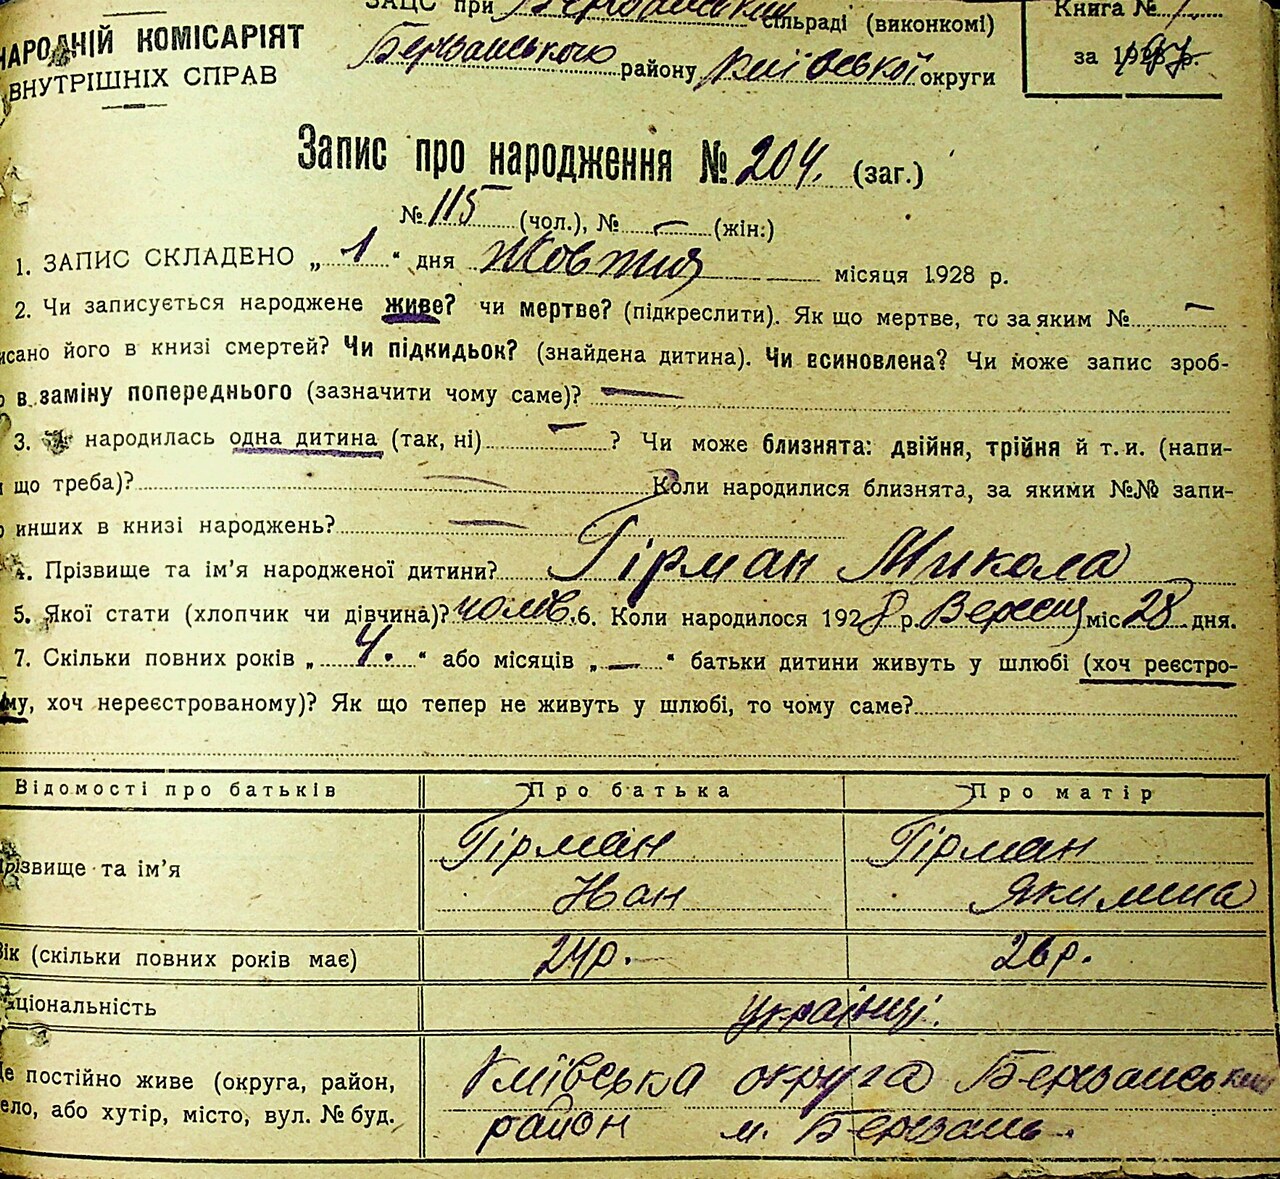 ЗАЦС при Березанський сільраді (виконкомі)
Книга №
НАРОДНІЙ КОМІСАРІЯТ
ВНУТРІШНІХ СПРАВ
Березанського району Київської округи
за 192
Запис про народження № 204. (заг.)
№ 115 (чол.), № – (жін.)
1. ЗАПИС СКЛАДЕНО „ 1 “ дня Жовтня місяця 1928 р.
2. Чи записується народжене живе? чи мертве? (підкреслити). Як що мертве, то за яким № –
исано його в книзі смертей? Чи підкидьок? (знайдена дитина). Чи всиновлена? Чи може запис зроб-
о в заміну попереднього (зазначити чому саме)? —
3. народилась одна дитина (так, ні) – ? Чи може близнята: двійня, трійня й т. и. (напи-
що треба)? — Коли народилися близнята, за якими №№ запи-
о инших в книзі народжень? —
4. Прізвище та ім’я народженої дитини? Гірман Микола
5. Якої стати (хлопчик чи дівчина)? чолов. 6. Коли народилося 1928 р. Вересня міс. 28 дня.
7. Скільки повних років „ 4. “ або місяців „ — “ батьки дитини живуть у шлюбі (хоч реєстро-
му, хоч нереєстрованому)? Як що тепер не живуть у шлюбі, то чому саме?
Відомості про батьків Про батька Про матір
Прізвище та ім’я Гірман Гірман
Іван Якилина
Вік (скільки повних років має) 24р. 26р.
Національність Українці.
Де постійно живе (округа, район, Київська округа Березанський
село, або хутір, місто, вул. № буд. район м. Березань.